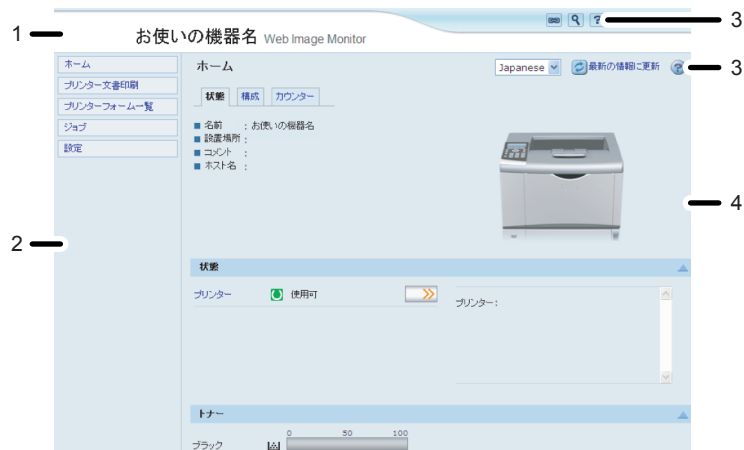 3
1
お使いの機器名 Web Image Monitor
ホーム
プリンター文書印刷
プリンターフォーム一覧
ジョブ
設定
2
ホーム
Japanese
最新の情報に更新
3
状態 構成 カウンター
名前 : お使いの機器名
設置場所 :
コメント :
ホスト名 :
4
状態
プリンター 使用可
プリンター:
トナー
ブラック
0 50 100